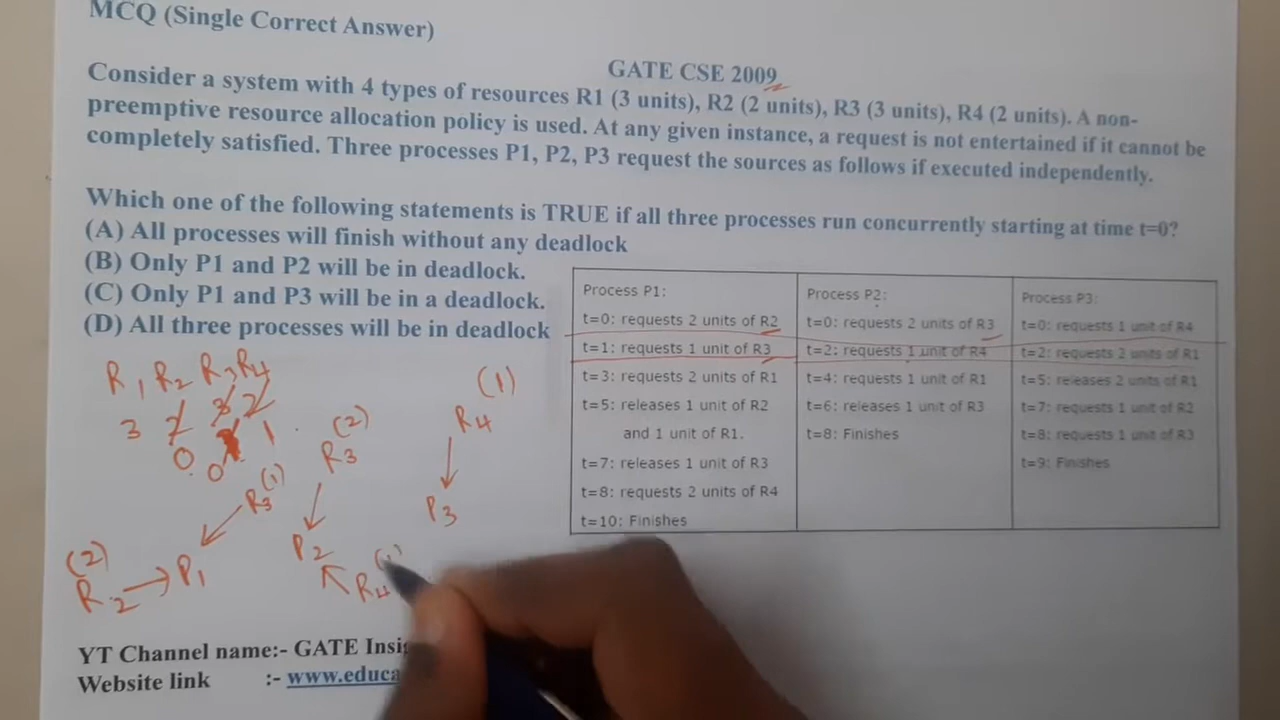 MCQ (Single Correct Answer)
GATE CSE 2009
Consider a system with 4 types of resources R1 (3 units), R2 (2 units), R3 (3 units), R4 (2 units). A non-
preemptive resource allocation policy is used. At any given instance, a request is not entertained if it cannot be
completely satisfied. Three processes P1, P2, P3 request the sources as follows if executed independently.
Which one of the following statements is TRUE if all three processes run concurrently starting at time t=0?
(A) All processes will finish without any deadlock
(B) Only P1 and P2 will be in deadlock.
(C) Only P1 and P3 will be in a deadlock.
(D) All three processes will be in deadlock
Process P1:
t=0: requests 2 units of R2
t=1: requests 1 unit of R3
t=3: requests 2 units of R1
t=5: releases 1 unit of R2
and 1 unit of R1.
t=7: releases 1 unit of R3
t=8: requests 2 units of R4
t=10: Finishes
Process P2:
t=0: requests 2 units of R3
t=2: requests 1 unit of R4
t=4: requests 1 unit of R1
t=6: releases 1 unit of R3
t=8: Finishes
Process P3:
t=0: requests 1 unit of R4
t=2: requests 2 units of R1
t=5: releases 2 units of R1
t=7: requests 1 unit of R2
t=8: requests 1 unit of R3
t=9: Finishes
R1 R2 R3 R4
3 2 3 2
0 0 1
(1)
R4
P3
(2)
R3
P2
R4
(1)
R3
(2)
R2 P1
YT Channel name:- GATE Insi
Website link :- www.educa